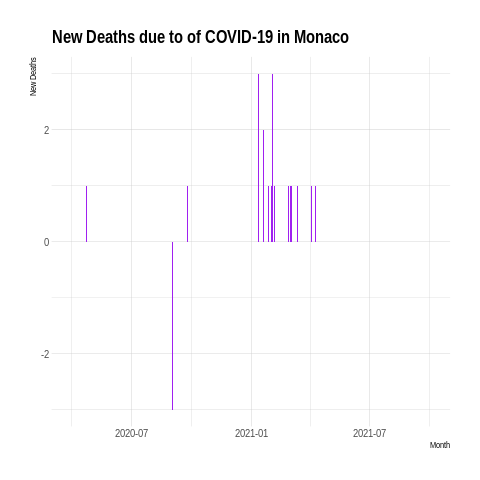 New Deaths due to of COVID-19 in Monaco
New Deaths
2
0
-2
2020-07
2021-01
2021-07
Month